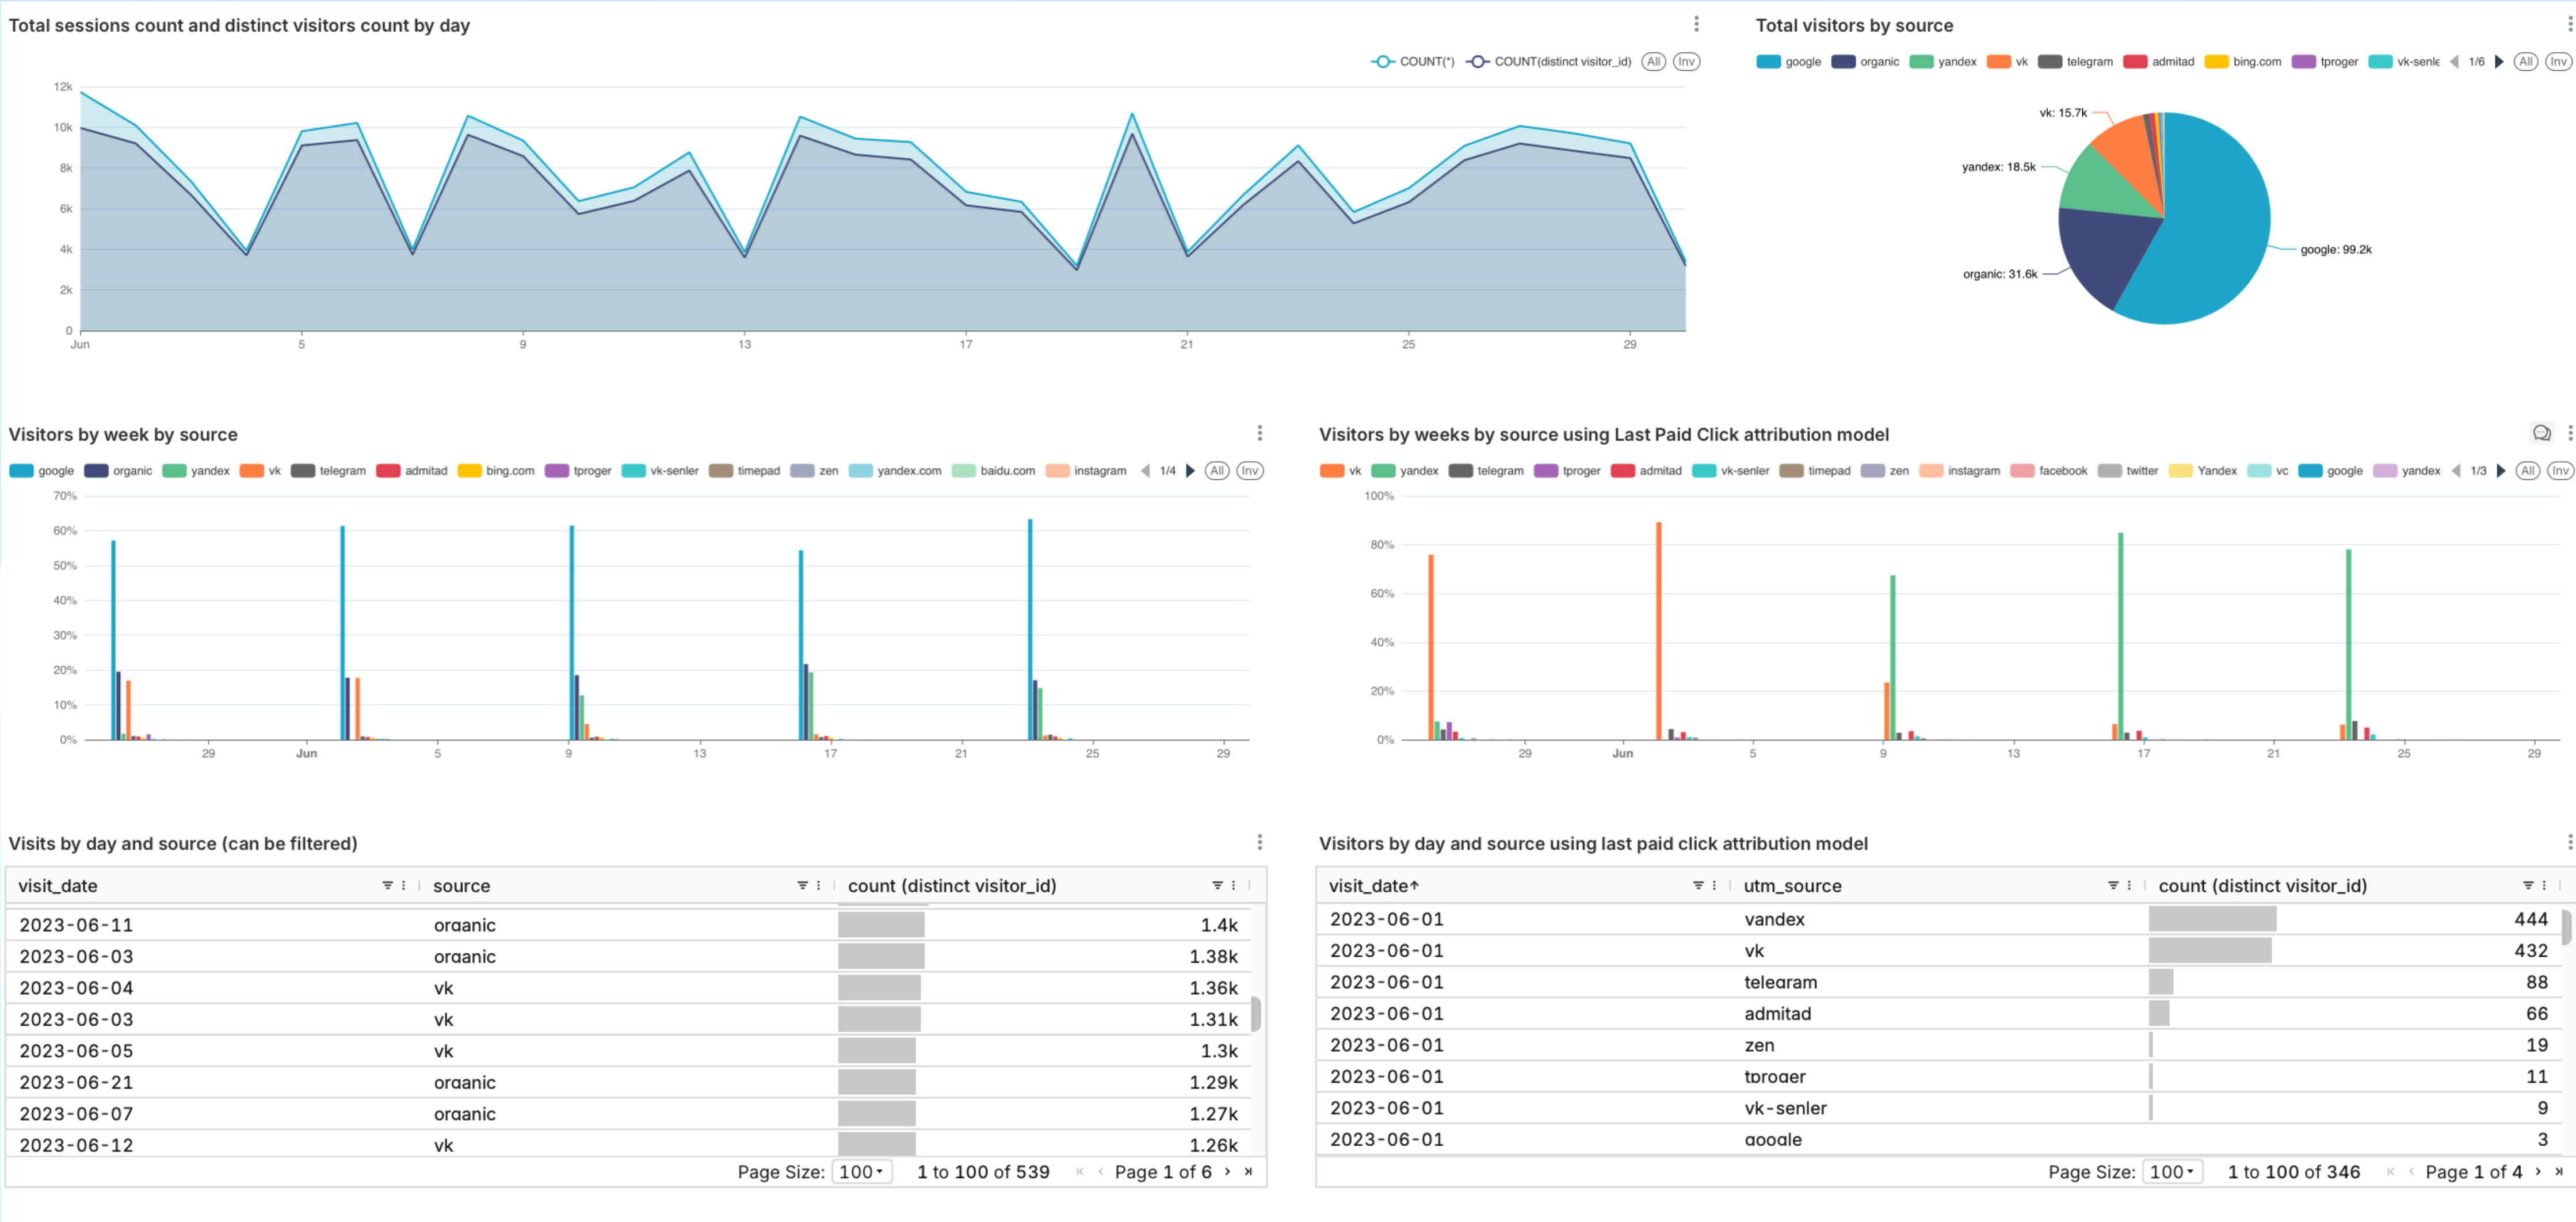 Total sessions count and distinct visitors count by day
COUNT(*) COUNT(distinct visitor_id) All Inv
12k
10k
8k
6k
4k
2k
0
Jun 5 9 13 17 21 25 29
Total visitors by source
google organic yandex vk telegram admitad bing.com tproger vk-senle 1/6 All Inv
vk: 15.7k
yandex: 18.5k
google: 99.2k
organic: 31.6k
Visitors by week by source
google organic yandex vk telegram admitad bing.com tproger vk-senler timepad zen yandex.com baidu.com instagram 1/4 All Inv
70%
60%
50%
40%
30%
20%
10%
0%
29 Jun 5 9 13 17 21 25 29
Visitors by weeks by source using Last Paid Click attribution model
vk yandex telegram tproger admitad vk-senler timepad zen instagram facebook twitter Yandex vc google yandex 1/3 All Inv
100%
80%
60%
40%
20%
0%
29 Jun 5 9 13 17 21 25 29
Visits by day and source (can be filtered)
visit_date source count (distinct visitor_id)
2023-06-11 organic 1.4k
2023-06-03 organic 1.38k
2023-06-04 vk 1.36k
2023-06-03 vk 1.31k
2023-06-05 vk 1.3k
2023-06-21 organic 1.29k
2023-06-07 organic 1.27k
2023-06-12 vk 1.26k
Page Size: 100 1 to 100 of 539 Page 1 of 6
Visitors by day and source using last paid click attribution model
visit_date utm_source count (distinct visitor_id)
2023-06-01 yandex 444
2023-06-01 vk 432
2023-06-01 telegram 88
2023-06-01 admitad 66
2023-06-01 zen 19
2023-06-01 tproger 11
2023-06-01 vk-senler 9
2023-06-01 google 3
Page Size: 100 1 to 100 of 346 Page 1 of 4